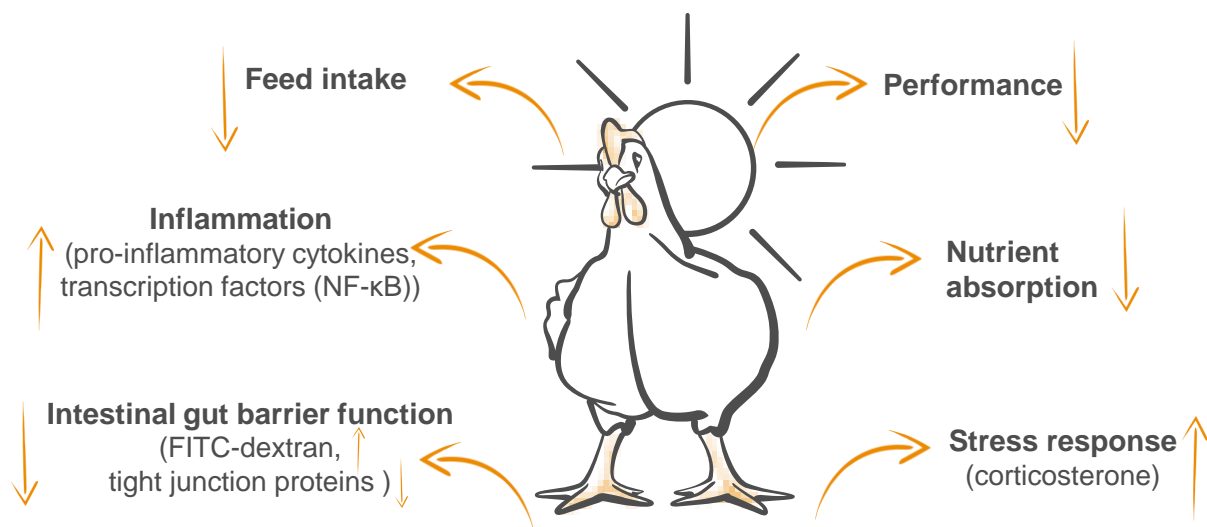 Feed intake
Performance
Inflammation
(pro-inflammatory cytokines,
transcription factors (NF-κB))
Nutrient
absorption
Intestinal gut barrier function
(FITC-dextran,
tight junction proteins )
Stress response
(corticosterone)